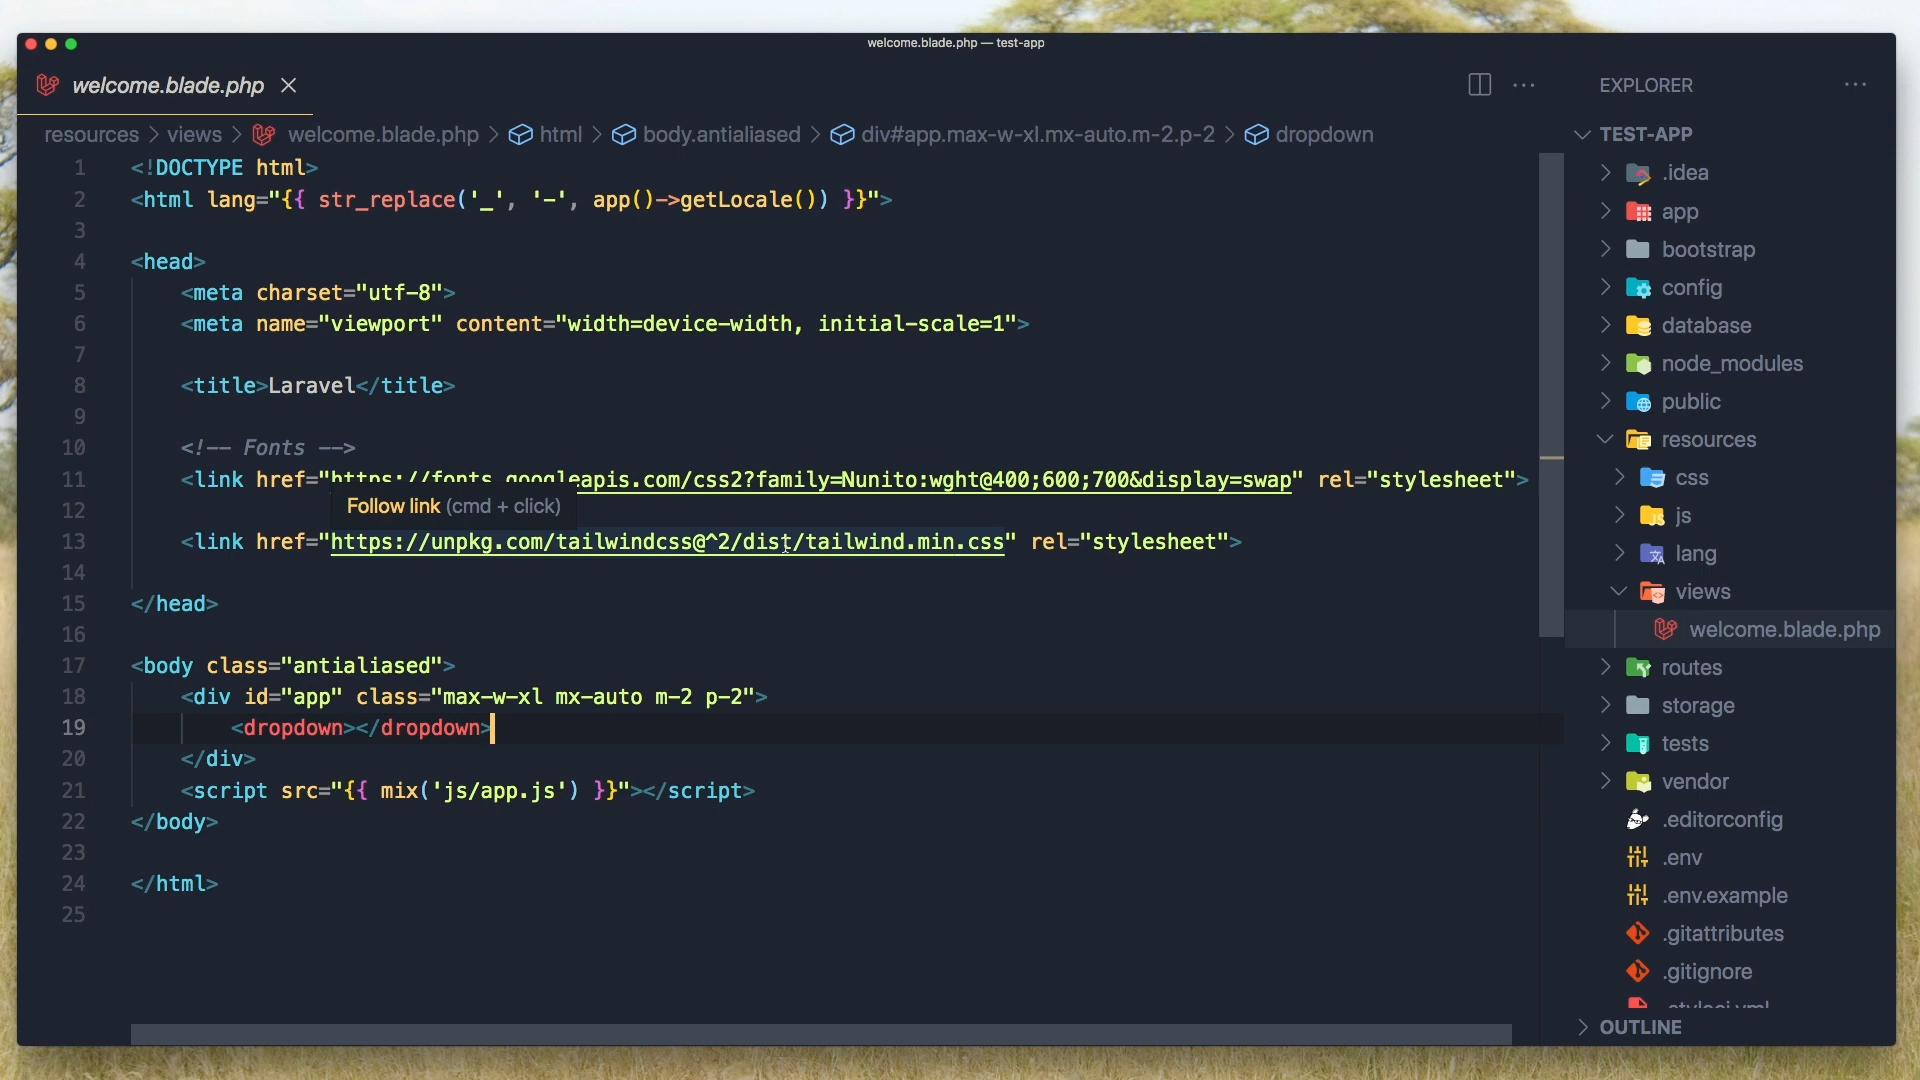 welcome.blade.php — test-app
welcome.blade.php
resources > views > welcome.blade.php > html > body.antialiased > div#app.max-w-xl.mx-auto.m-2.p-2 > dropdown
1 <!DOCTYPE html>
2 <html lang="{{ str_replace('_', '-', app()->getLocale()) }}">
3
4 <head>
5 <meta charset="utf-8">
6 <meta name="viewport" content="width=device-width, initial-scale=1">
7
8 <title>Laravel</title>
9
10 <!-- Fonts -->
11 <link href="https://fonts.googleapis.com/css2?family=Nunito:wght@400;600;700&display=swap" rel="stylesheet">
Follow link (cmd + click)
12
13 <link href="https://unpkg.com/tailwindcss@^2/dist/tailwind.min.css" rel="stylesheet">
14
15 </head>
16
17 <body class="antialiased">
18 <div id="app" class="max-w-xl mx-auto m-2 p-2">
19 <dropdown></dropdown>
20 </div>
21 <script src="{{ mix('js/app.js') }}"></script>
22 </body>
23
24 </html>
25
EXPLORER
TEST-APP
.idea
app
bootstrap
config
database
node_modules
public
resources
css
js
lang
views
welcome.blade.php
routes
storage
tests
vendor
.editorconfig
.env
.env.example
.gitattributes
.gitignore
OUTLINE